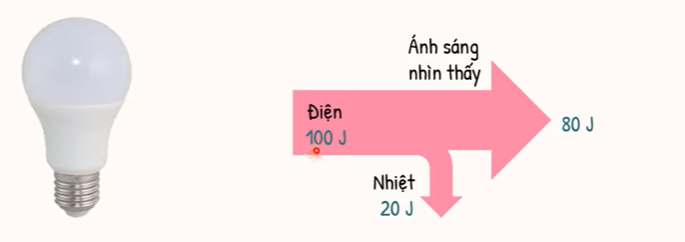 Ánh sáng
nhìn thấy
Điện
100 J
80 J
Nhiệt
20 J